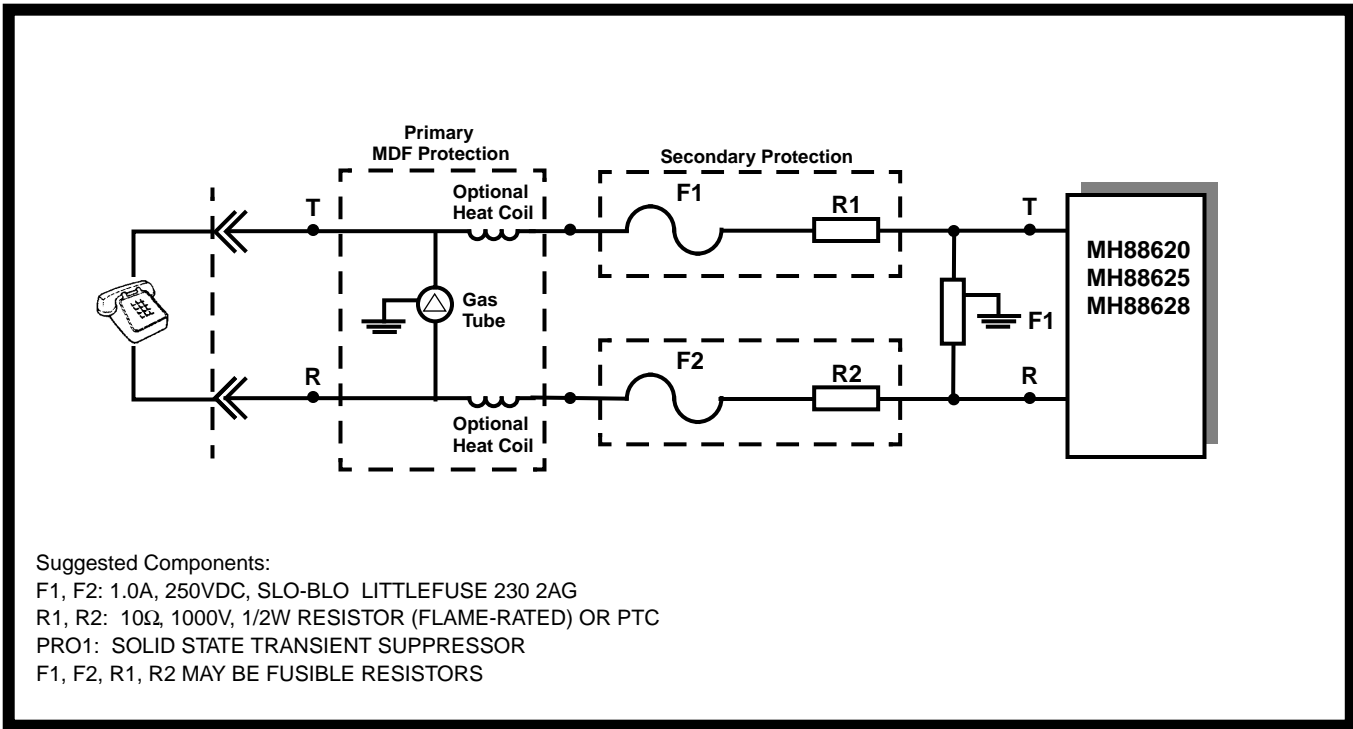 Primary
MDF Protection
Secondary Protection
Optional
Heat Coil
F1
R1
T
T
MH88620
MH88625
MH88628
Gas
Tube
F1
F2
R2
R
R
Optional
Heat Coil
Suggested Components:
F1, F2: 1.0A, 250VDC, SLO-BLO LITTLEFUSE 230 2AG
R1, R2: 10Ω, 1000V, 1/2W RESISTOR (FLAME-RATED) OR PTC
PRO1: SOLID STATE TRANSIENT SUPPRESSOR
F1, F2, R1, R2 MAY BE FUSIBLE RESISTORS